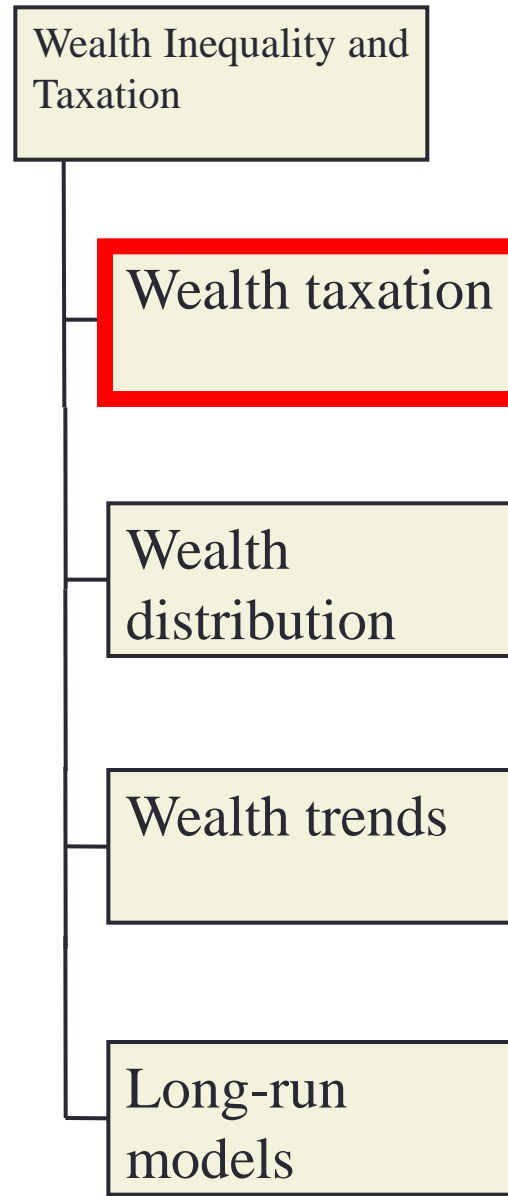 Wealth Inequality and
Taxation
Wealth taxation
Wealth
distribution
Wealth trends
Long-run
models